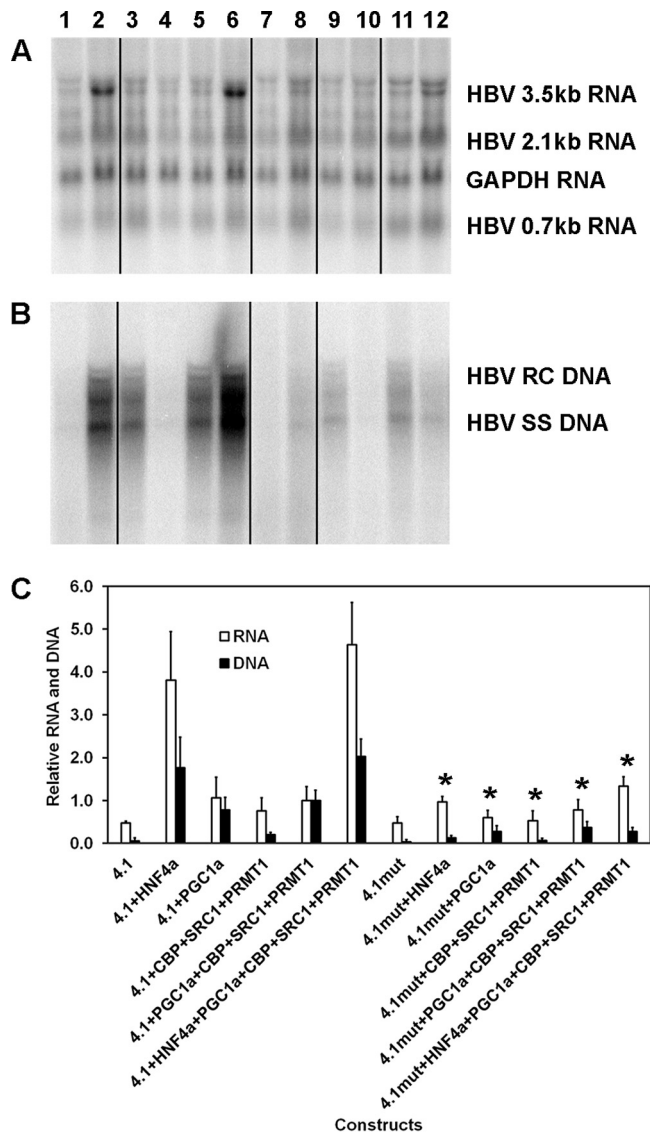 1 2 3 4 5 6 7 8 9 10 11 12
A
HBV 3.5kb RNA
HBV 2.1kb RNA
GAPDH RNA
HBV 0.7kb RNA
B
HBV RC DNA
HBV SS DNA
C
6.0
5.0
4.0
3.0
2.0
1.0
0.0
Relative RNA and DNA
RNA
DNA
* * * * *
4.1
4.1+HNF4a
4.1+PGC1a
4.1+CBP+SRC1+PRMT1
4.1+PGC1a+CBP+SRC1+PRMT1
4.1+HNF4a+PGC1a+CBP+SRC1+PRMT1
4.1mut
4.1mut+HNF4a
4.1mut+PGC1a
4.1mut+CBP+SRC1+PRMT1
4.1mut+PGC1a+CBP+SRC1+PRMT1
4.1mut+HNF4a+PGC1a+CBP+SRC1+PRMT1
Constructs